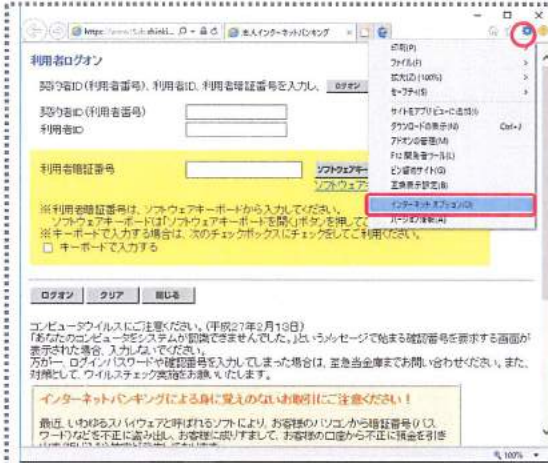 法人インターネットバンキング
利用者ログオン
契約者ID(利用者番号)、利用者ID、利用者暗証番号を入力し、 ログオン
契約者ID(利用者番号)
利用者ID
利用者暗証番号
ソフトウェアキー
ソフトウェア
※利用者暗証番号は、ソフトウェアキーボードから入力してください。
ソフトウェアキーボードは「ソフトウェアキーボードを開く」ボタンを押して
※キーボードで入力する場合は、次のチェックボックスにチェックをしてご利用ください。
キーボードで入力する
印刷(P)
ファイル(F)
拡大(Z) (100%)
セーフティ(S)
サイトをアプリ ビューに追加(I)
ダウンロードの表示(N) Ctrl+J
アドオンの管理(M)
F12 開発者ツール(L)
ピン留めサイト(G)
互換表示設定(B)
インターネット オプション(O)
バージョン情報(A)
ログオン クリア 閉じる
コンピュータウイルスにご注意ください。(平成27年2月13日)
「あなたのコンピュータをシステムが認識できませんでした。」というメッセージで始まる確認番号を要求する画面が
表示された場合、入力しないでください。
万が一、ログインパスワードや確認番号を入力してしまった場合は、至急当金庫までお問い合わせください。また、
対策として、ウイルスチェック実施をお願いいたします。
インターネットバンキングによる身に覚えのないお取引にご注意ください!
最近、いわゆるスパイウェアと呼ばれるソフトにより、お客様のパソコンから暗証番号(パス
ワード)などを不正に盗み出し、お客様に成りすまして、お客様の口座から不正に預金を引き
100%